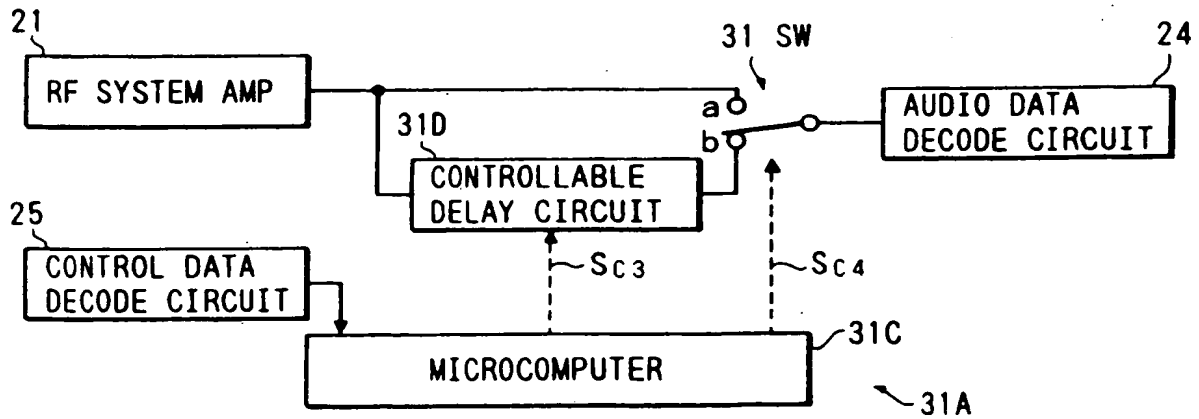 21
RF SYSTEM AMP
31 SW
24
a
b
AUDIO DATA
DECODE CIRCUIT
31D
CONTROLLABLE
DELAY CIRCUIT
25
CONTROL DATA
DECODE CIRCUIT
SC3
SC4
31C
MICROCOMPUTER
31A